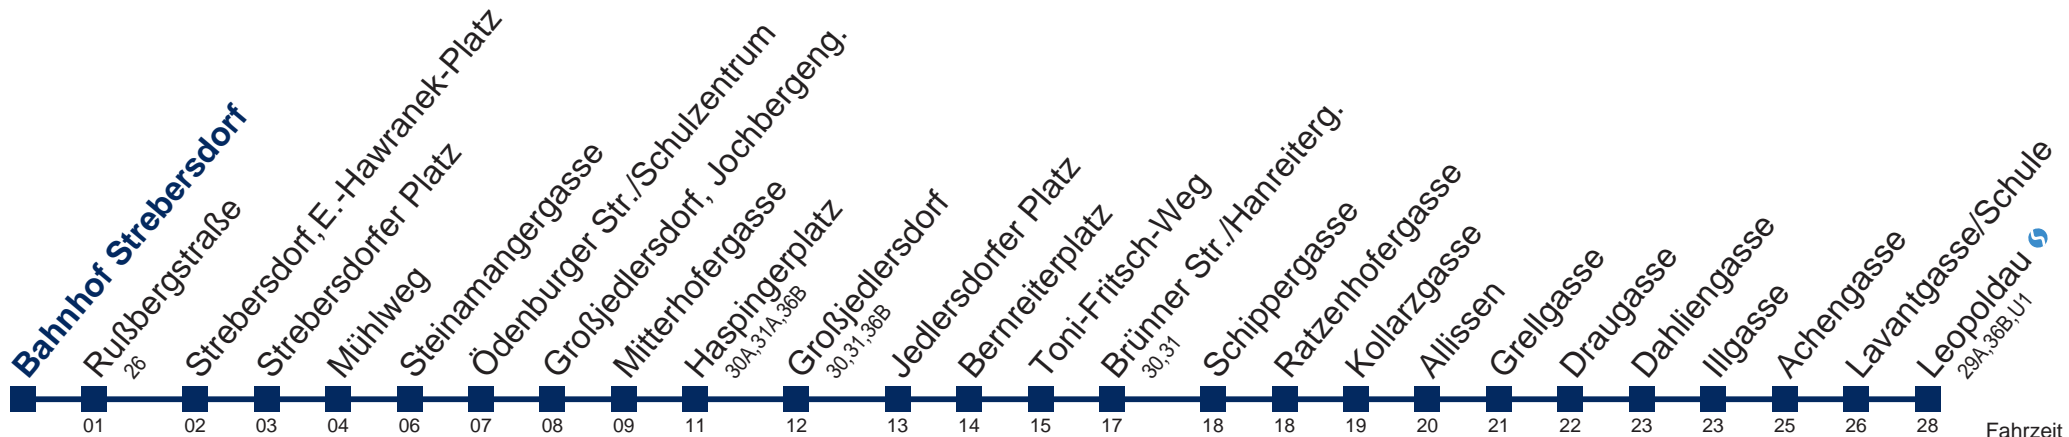 Bahnhof Strebersdorf
Rußbergstraße
26
Strebersdorf,E.-Hawranek-Platz
Strebersdorfer Platz
Mühlweg
Steinamangergasse
Ödenburger Str./Schulzentrum
Großjedlersdorf, Jochbergeng.
Mitterhofergasse
Haspingerplatz
30A,31A,36B
Großjedlersdorf
30,31,36B
Jedlersdorfer Platz
Bernreiterplatz
Toni-Fritsch-Weg
Brünner Str./Hanreiterg.
30,31
Schippergasse
Ratzenhofergasse
Kollarzgasse
Allissen
Grellgasse
Draugasse
Dahliengasse
Illgasse
Achengasse
Lavantgasse/Schule
Leopoldau
29A,36B,U1
01 02 03 04 06 07 08 09 11 12 13 14 15 17 18 18 19 20 21 22 23 23 25 26 28 Fahrzeit